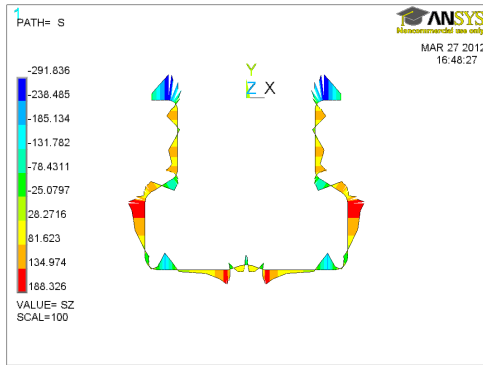 1
PATH= S
ANSYS
Noncommercial use only
MAR 27 2012
16:48:27
-291.836
-238.485
-185.134
-131.782
-78.4311
-25.0797
28.2716
81.623
134.974
188.326
Y
Z X
VALUE= SZ
SCAL=100